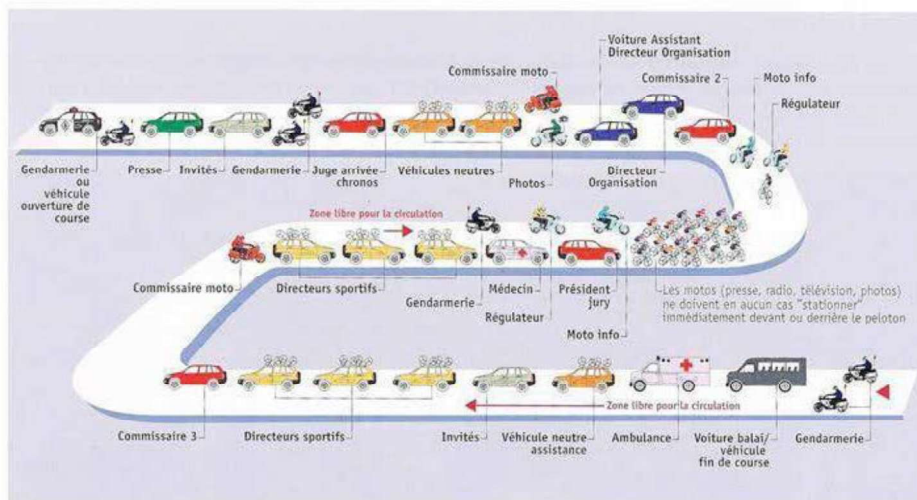 Voiture Assistant
Directeur Organisation
Commissaire moto
Commissaire 2
Moto info
Régulateur
Gendarmerie
ou
véhicule
ouverture de
course
Presse
Invités
Gendarmerie
Juge arrivée
chronos
Véhicules neutres
Photos
Directeur
Organisation
Zone libre pour la circulation
Commissaire moto
Directeurs sportifs
Gendarmerie
Médecin
Régulateur
Président
jury
Moto info
Les motos (presse, radio, télévision, photos)
ne doivent en aucun cas "stationner"
immédiatement devant ou derrière le peloton
Zone libre pour la circulation
Commissaire 3
Directeurs sportifs
Invités
Véhicule neutre
assistance
Ambulance
Voiture balai/
véhicule
fin de course
Gendarmerie